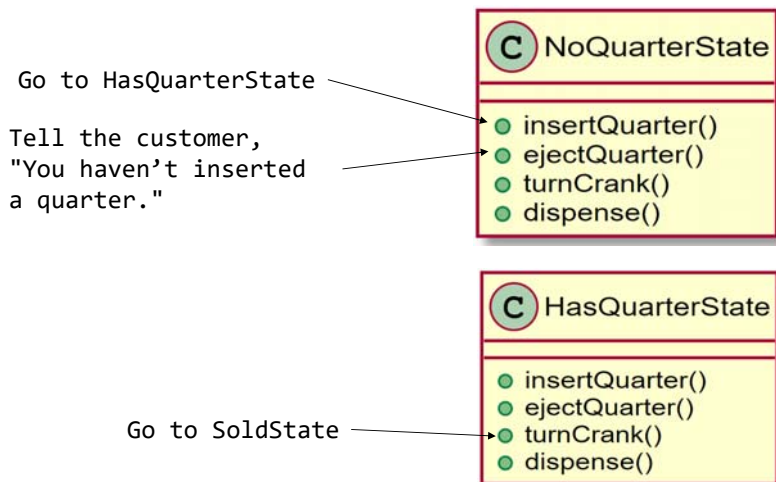 C NoQuarterState
Go to HasQuarterState
insertQuarter()
Tell the customer,
"You haven’t inserted
a quarter."
ejectQuarter()
turnCrank()
dispense()
C HasQuarterState
insertQuarter()
ejectQuarter()
Go to SoldState
turnCrank()
dispense()